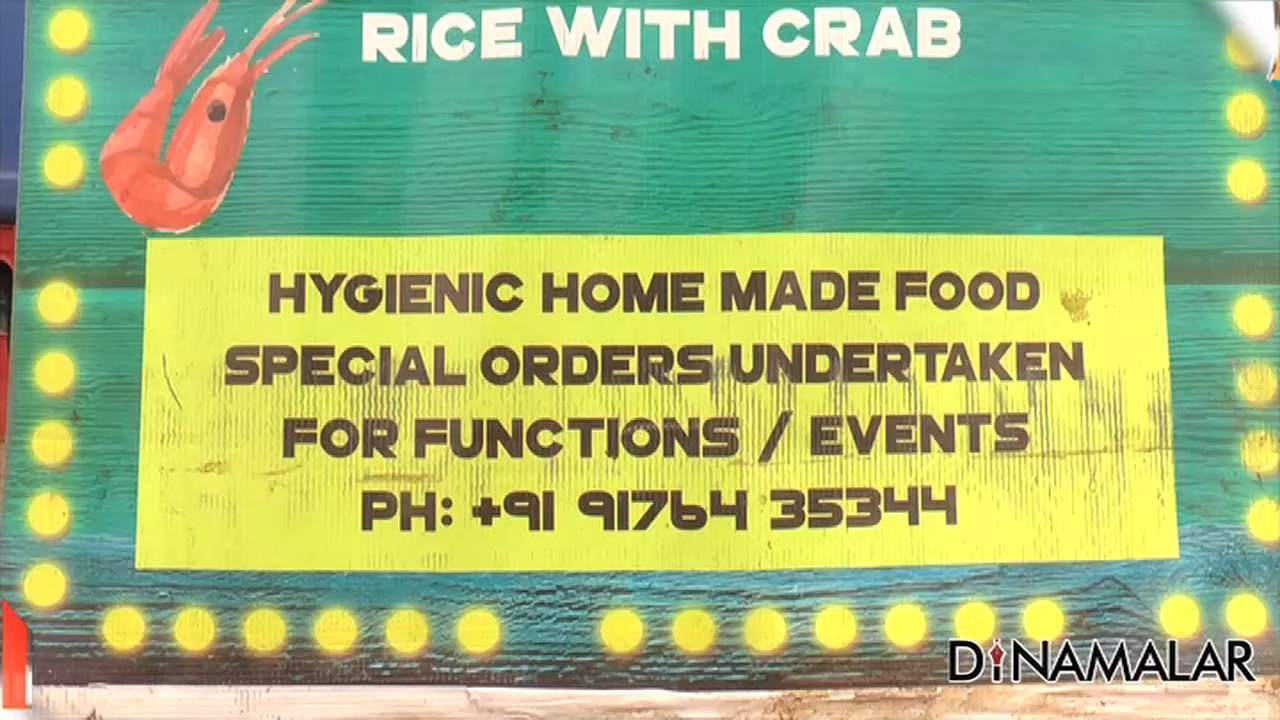 RICE WITH CRAB
HYGIENIC HOME MADE FOOD
SPECIAL ORDERS UNDERTAKEN
FOR FUNCTIONS / EVENTS
PH: +91 91764 35344
DINAMALAR